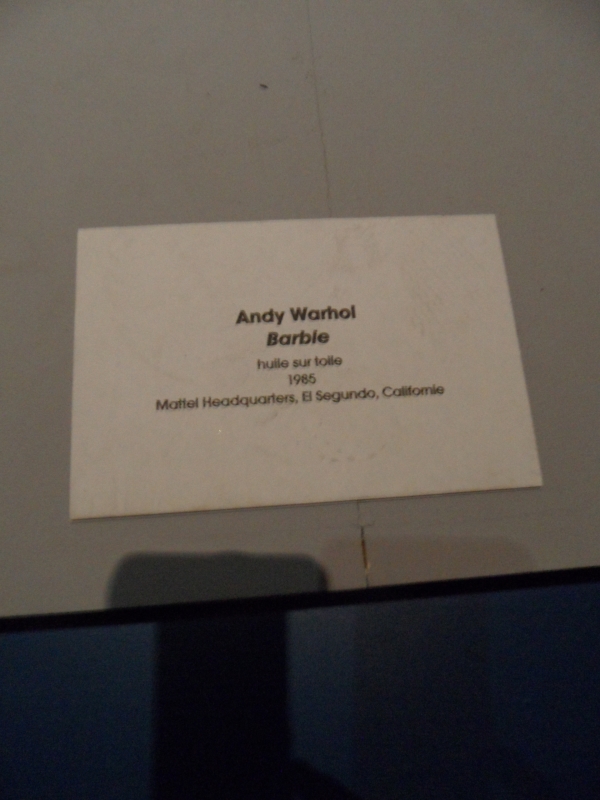 Andy Warhol
Barbie
huile sur toile
1985
Mattel Headquarters, El Segundo, Californie